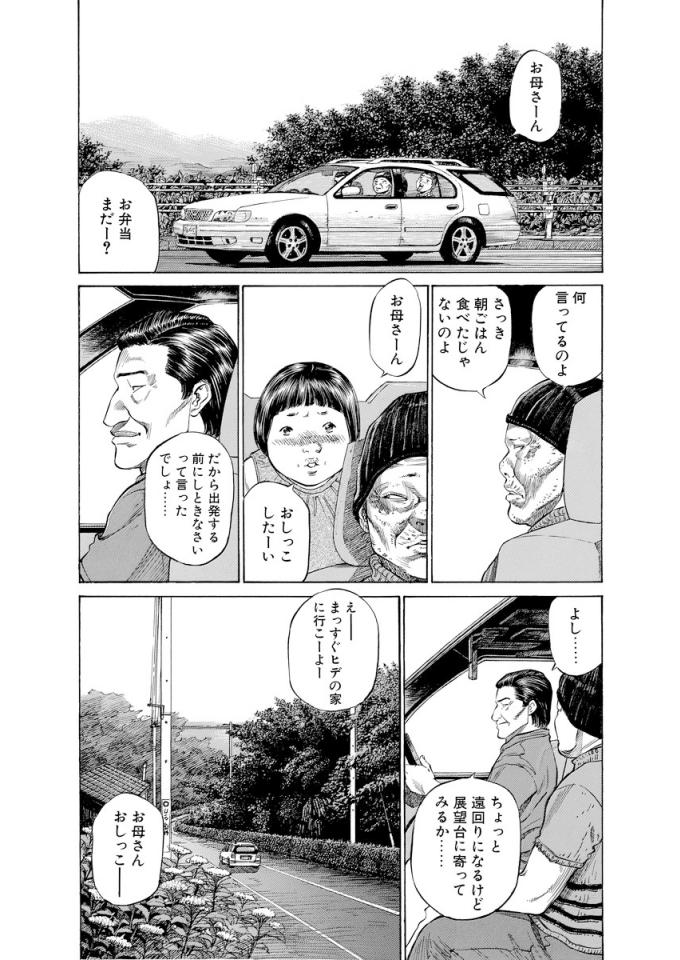 お母さーん
お弁当
まだー？
何
言ってるのよ
さっき
朝ごはん
食べたじゃ
ないのよ
お母さーん
おしっこ
したーい
だから出発する
前にしときなさい
って言った
でしょ……
よし……
ちょっと
遠回りになるけど
展望台に寄って
みるか……
えー──
まっすぐヒデの家
に行こーよー
お母さん
おしっこ──